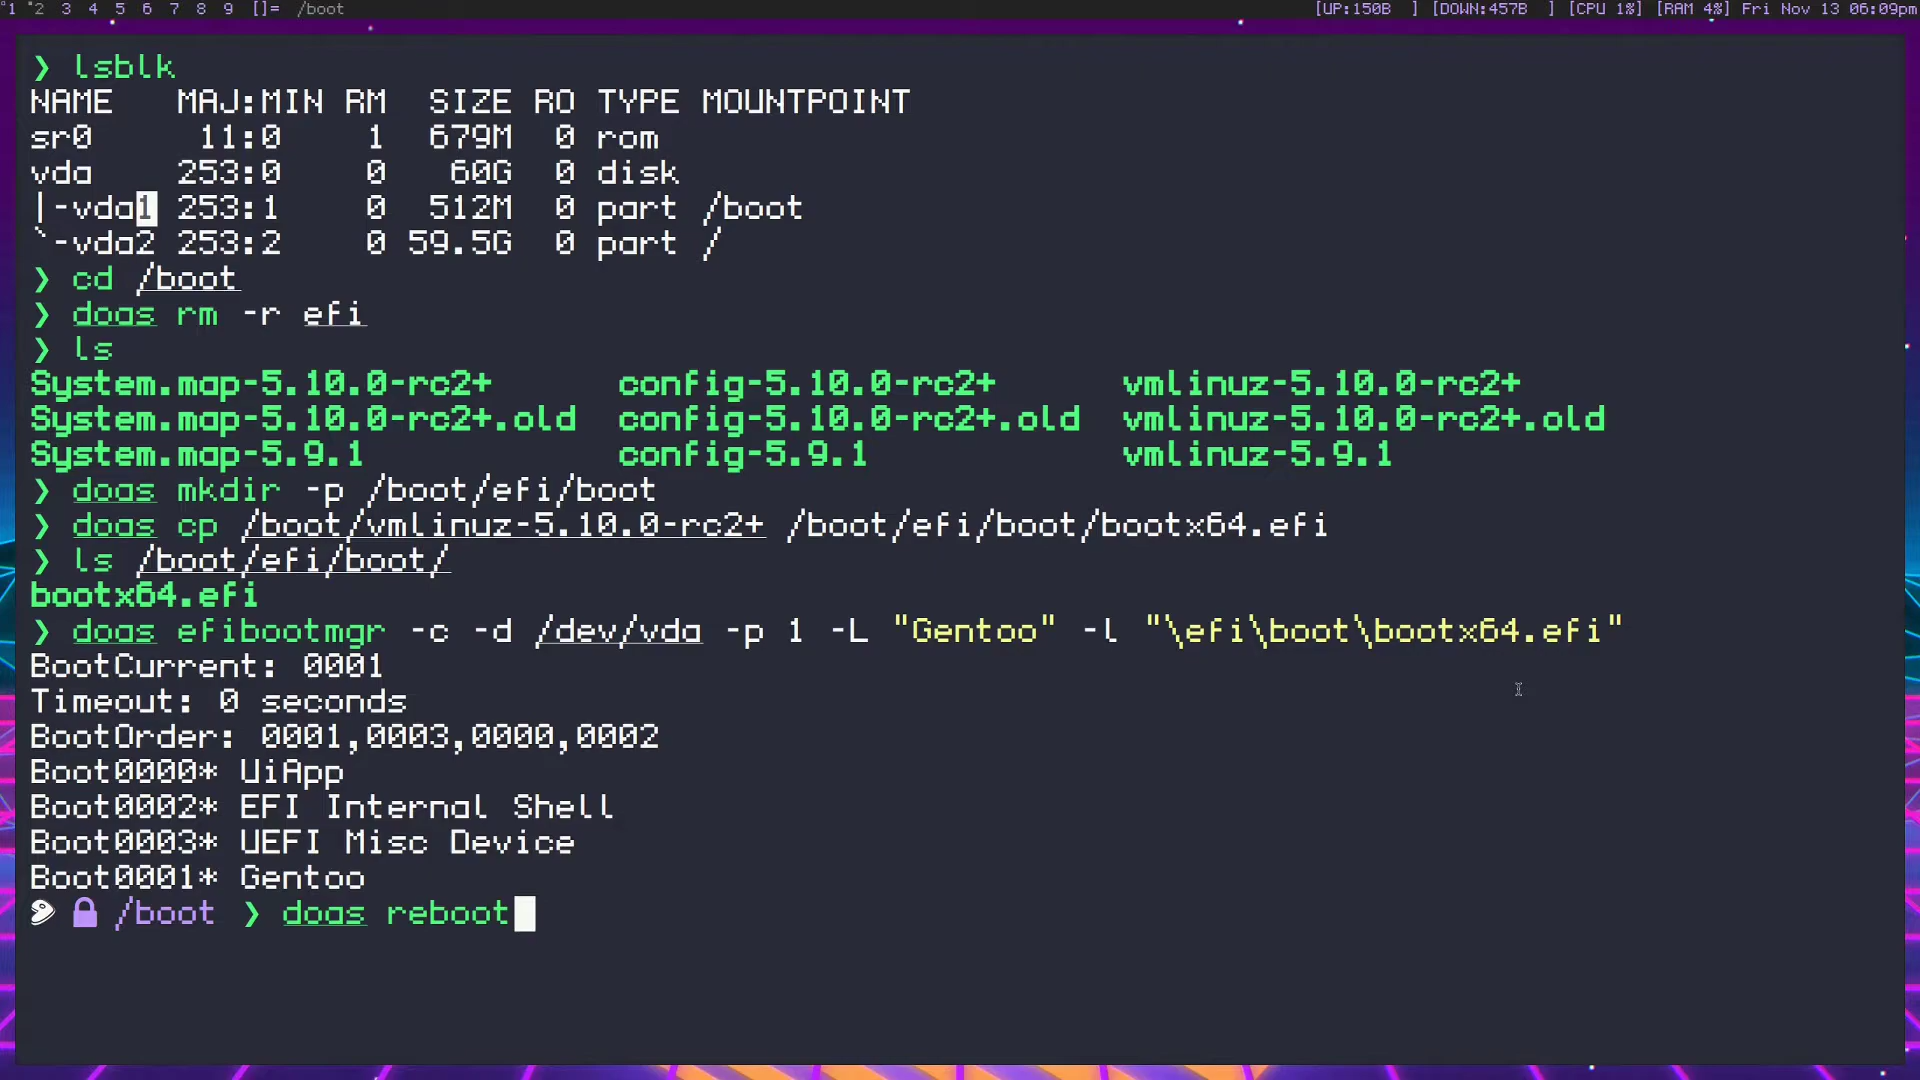 1 2 3 4 5 6 7 8 9 []= /boot [UP:150B ] [DOWN:457B ] [CPU 1%] [RAM 4%] Fri Nov 13 06:09pm
❯ lsblk
NAME MAJ:MIN RM SIZE RO TYPE MOUNTPOINT
sr0 11:0 1 679M 0 rom
vda 253:0 0 60G 0 disk
|-vda1 253:1 0 512M 0 part /boot
`-vda2 253:2 0 59.5G 0 part /
❯ cd /boot
❯ doas rm -r efi
❯ ls
System.map-5.10.0-rc2+ config-5.10.0-rc2+ vmlinuz-5.10.0-rc2+
System.map-5.10.0-rc2+.old config-5.10.0-rc2+.old vmlinuz-5.10.0-rc2+.old
System.map-5.9.1 config-5.9.1 vmlinuz-5.9.1
❯ doas mkdir -p /boot/efi/boot
❯ doas cp /boot/vmlinuz-5.10.0-rc2+ /boot/efi/boot/bootx64.efi
❯ ls /boot/efi/boot/
bootx64.efi
❯ doas efibootmgr -c -d /dev/vda -p 1 -L "Gentoo" -l "\efi\boot\bootx64.efi"
BootCurrent: 0001
Timeout: 0 seconds
BootOrder: 0001,0003,0000,0002
Boot0000* UiApp
Boot0002* EFI Internal Shell
Boot0003* UEFI Misc Device
Boot0001* Gentoo
/boot ❯ doas reboot